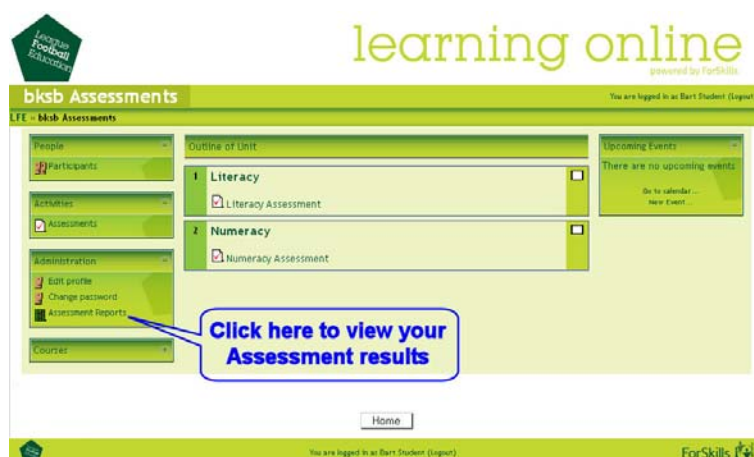 League
Football
Education
learning online
powered by ForSkills
bksb Assessments
You are logged in as Bart Student (Logout
LFE » bksb Assessments
People
Participants
Activities
Assessments
Administration
Edit profile
Change password
Assessment Reports
Courses
Outline of Unit
1 Literacy
Literacy Assessment
2 Numeracy
Numeracy Assessment
Upcoming Events
There are no upcoming events
Go to calendar...
New Event...
Click here to view your
Assessment results
Home
You are logged in as Bart Student (Logout)
ForSkills